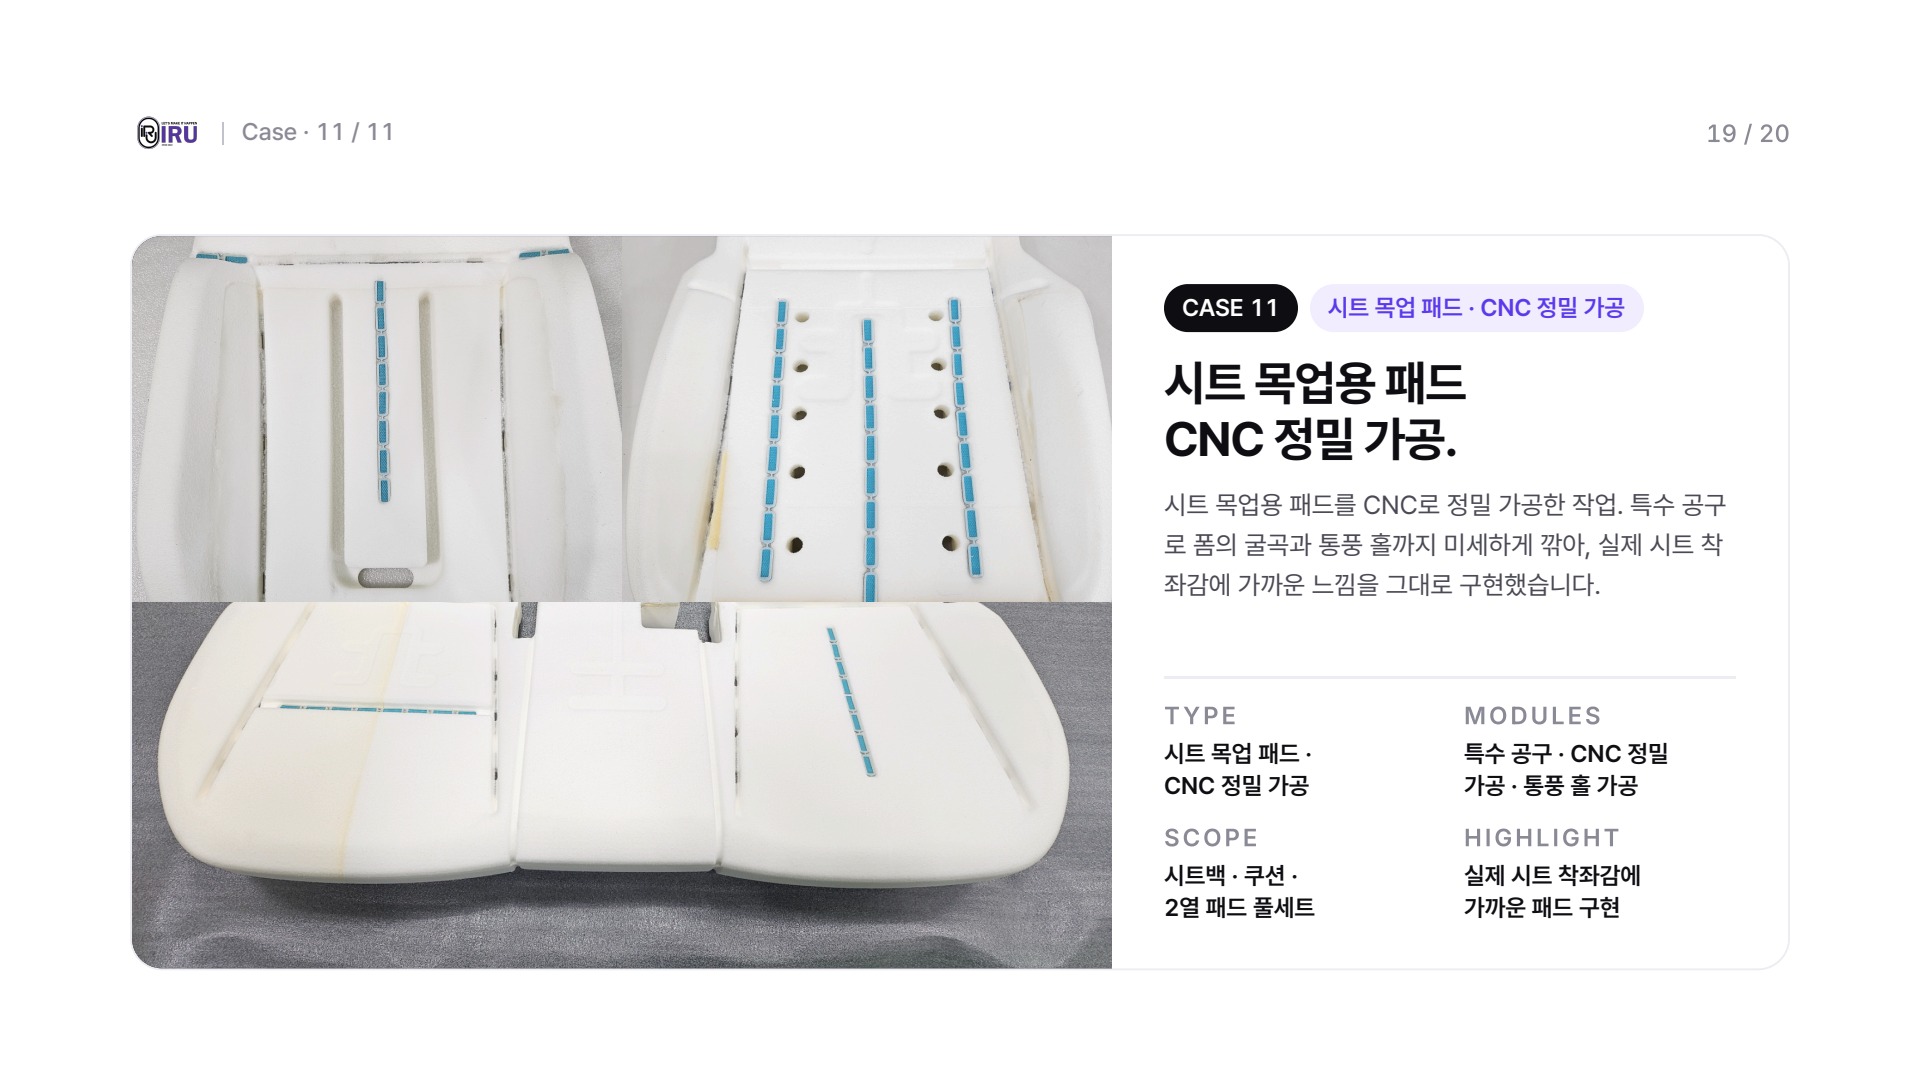 IRU
Case · 11 / 11
19 / 20
CASE 11
시트 목업 패드 · CNC 정밀 가공
시트 목업용 패드
CNC 정밀 가공.
시트 목업용 패드를 CNC로 정밀 가공한 작업. 특수 공구
로 폼의 굴곡과 통풍 홀까지 미세하게 깎아, 실제 시트 착
좌감에 가까운 느낌을 그대로 구현했습니다.
TYPE
시트 목업 패드 ·
CNC 정밀 가공
MODULES
특수 공구 · CNC 정밀
가공 · 통풍 홀 가공
SCOPE
시트백 · 쿠션 ·
2열 패드 풀세트
HIGHLIGHT
실제 시트 착좌감에
가까운 패드 구현